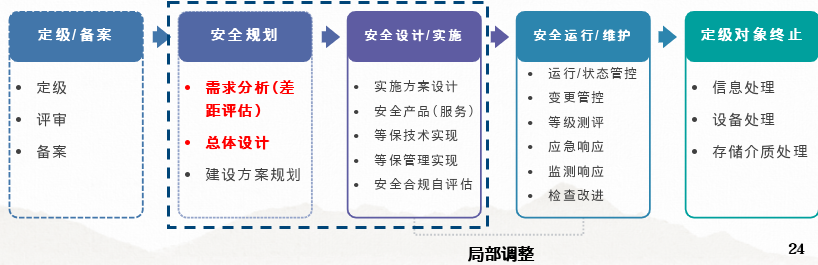 定级/备案
• 定级
• 评审
• 备案
安全规划
• 需求分析(差
距评估)
• 总体设计
• 建设方案规划
安全设计/实施
• 实施方案设计
• 安全产品(服务)
• 等保技术实现
• 等保管理实现
• 安全合规自评估
安全运行/维护
• 运行/状态管控
• 变更管控
• 等级测评
• 应急响应
• 监测响应
• 检查改进
定级对象终止
• 信息处理
• 设备处理
• 存储介质处理
局部调整
24